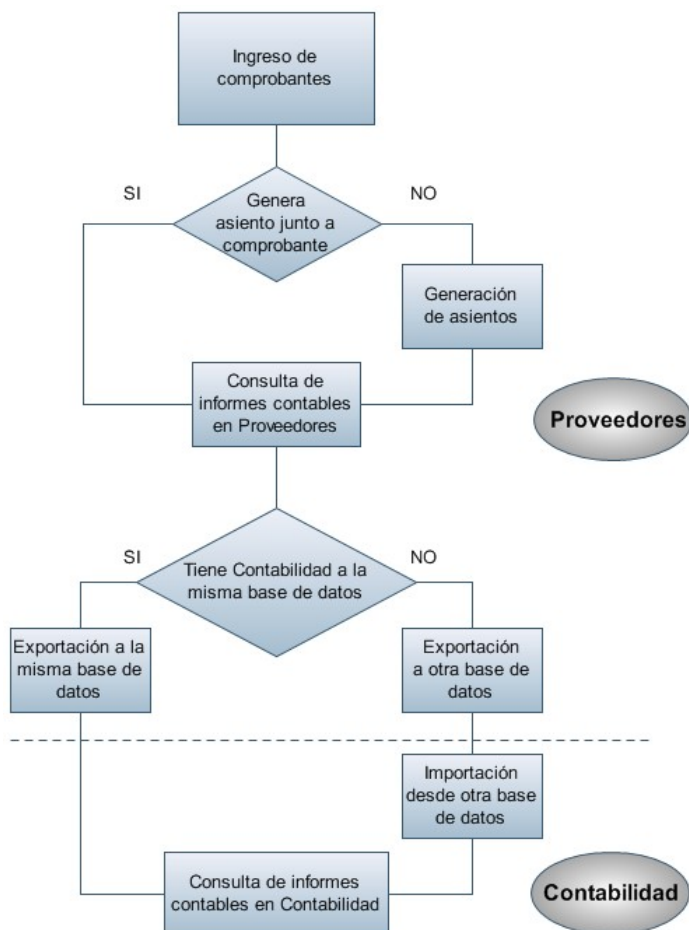 Ingreso de
comprobantes
SI
NO
Genera
asiento junto a
comprobante
Generación
de asientos
Consulta de
informes contables
en Proveedores
Proveedores
SI
NO
Tiene Contabilidad a la
misma base de datos
Exportación a la
misma base de
datos
Exportación
a otra base de
datos
Importación
desde otra base
de datos
Consulta de informes
contables en Contabilidad
Contabilidad